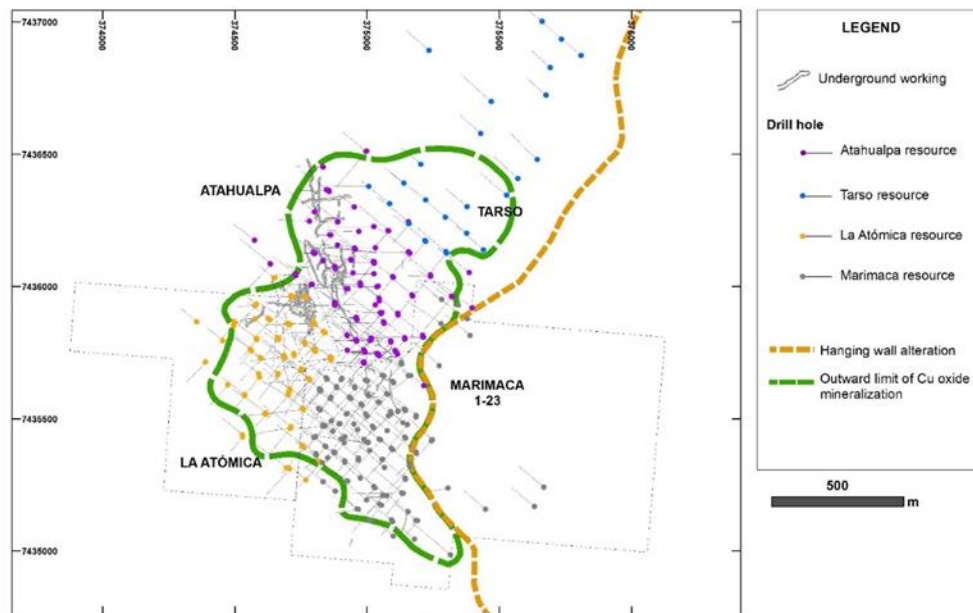 374000
374500
375000
375500
376000
7437000
7436500
7436000
7435500
7435000
ATAHUALPA
TARSO
MARIMACA
1-23
LA ATÓMICA
LEGEND
Underground working
Drill hole
Atahualpa resource
Tarso resource
La Atómica resource
Marimaca resource
Hanging wall alteration
Outward limit of Cu oxide
mineralization
500
m